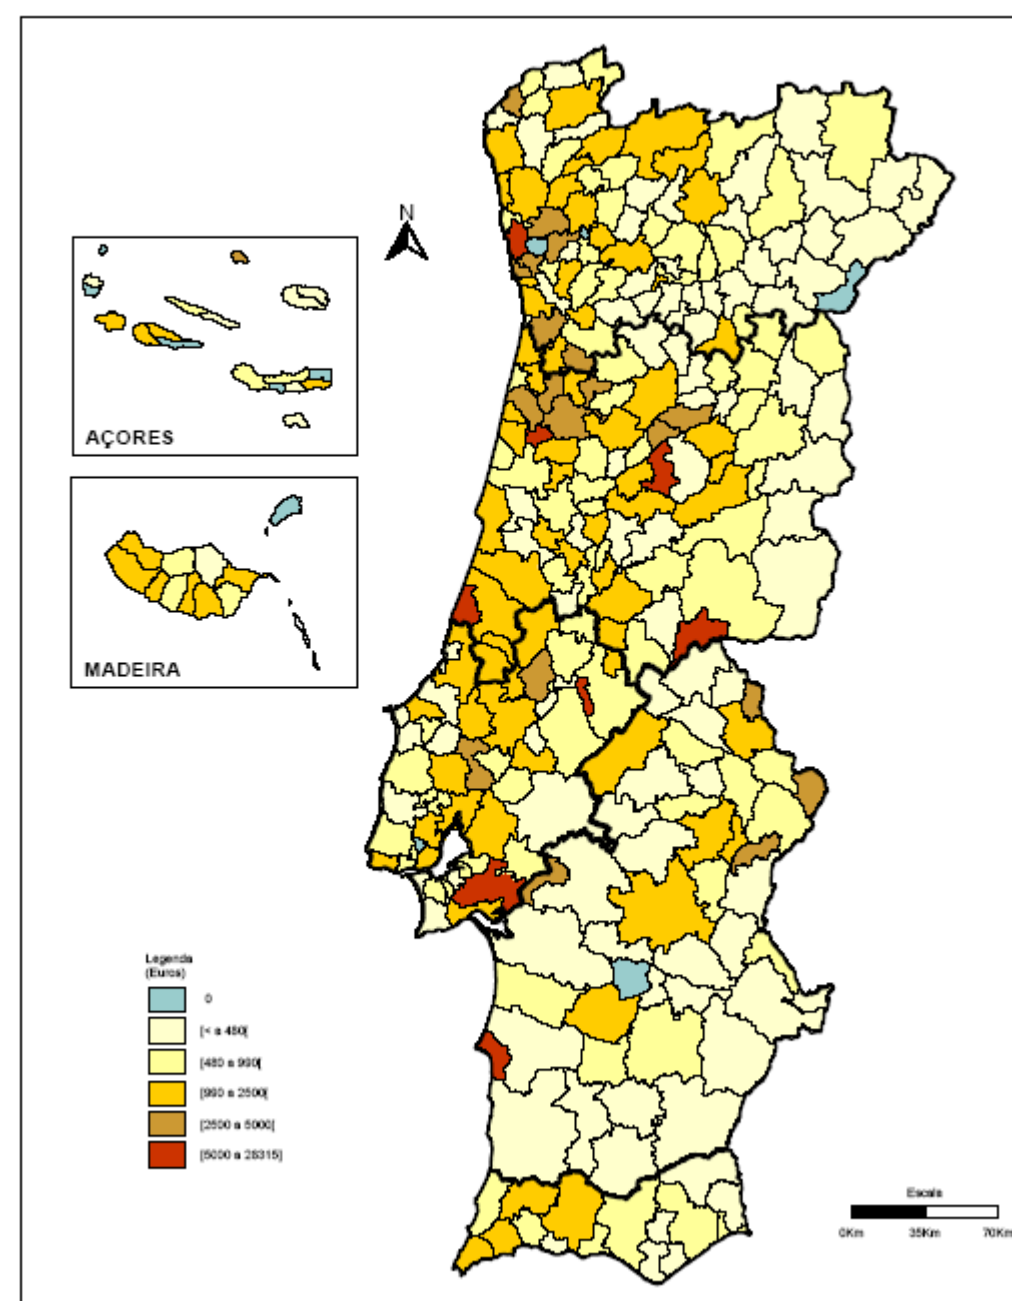 N
AÇORES
MADEIRA
Legenda
(Euros)
0
[< a 480[
[480 a 990[
[990 a 2500[
[2500 a 5000]
[5000 a 28315]
Escala
0Km 35Km 70Km